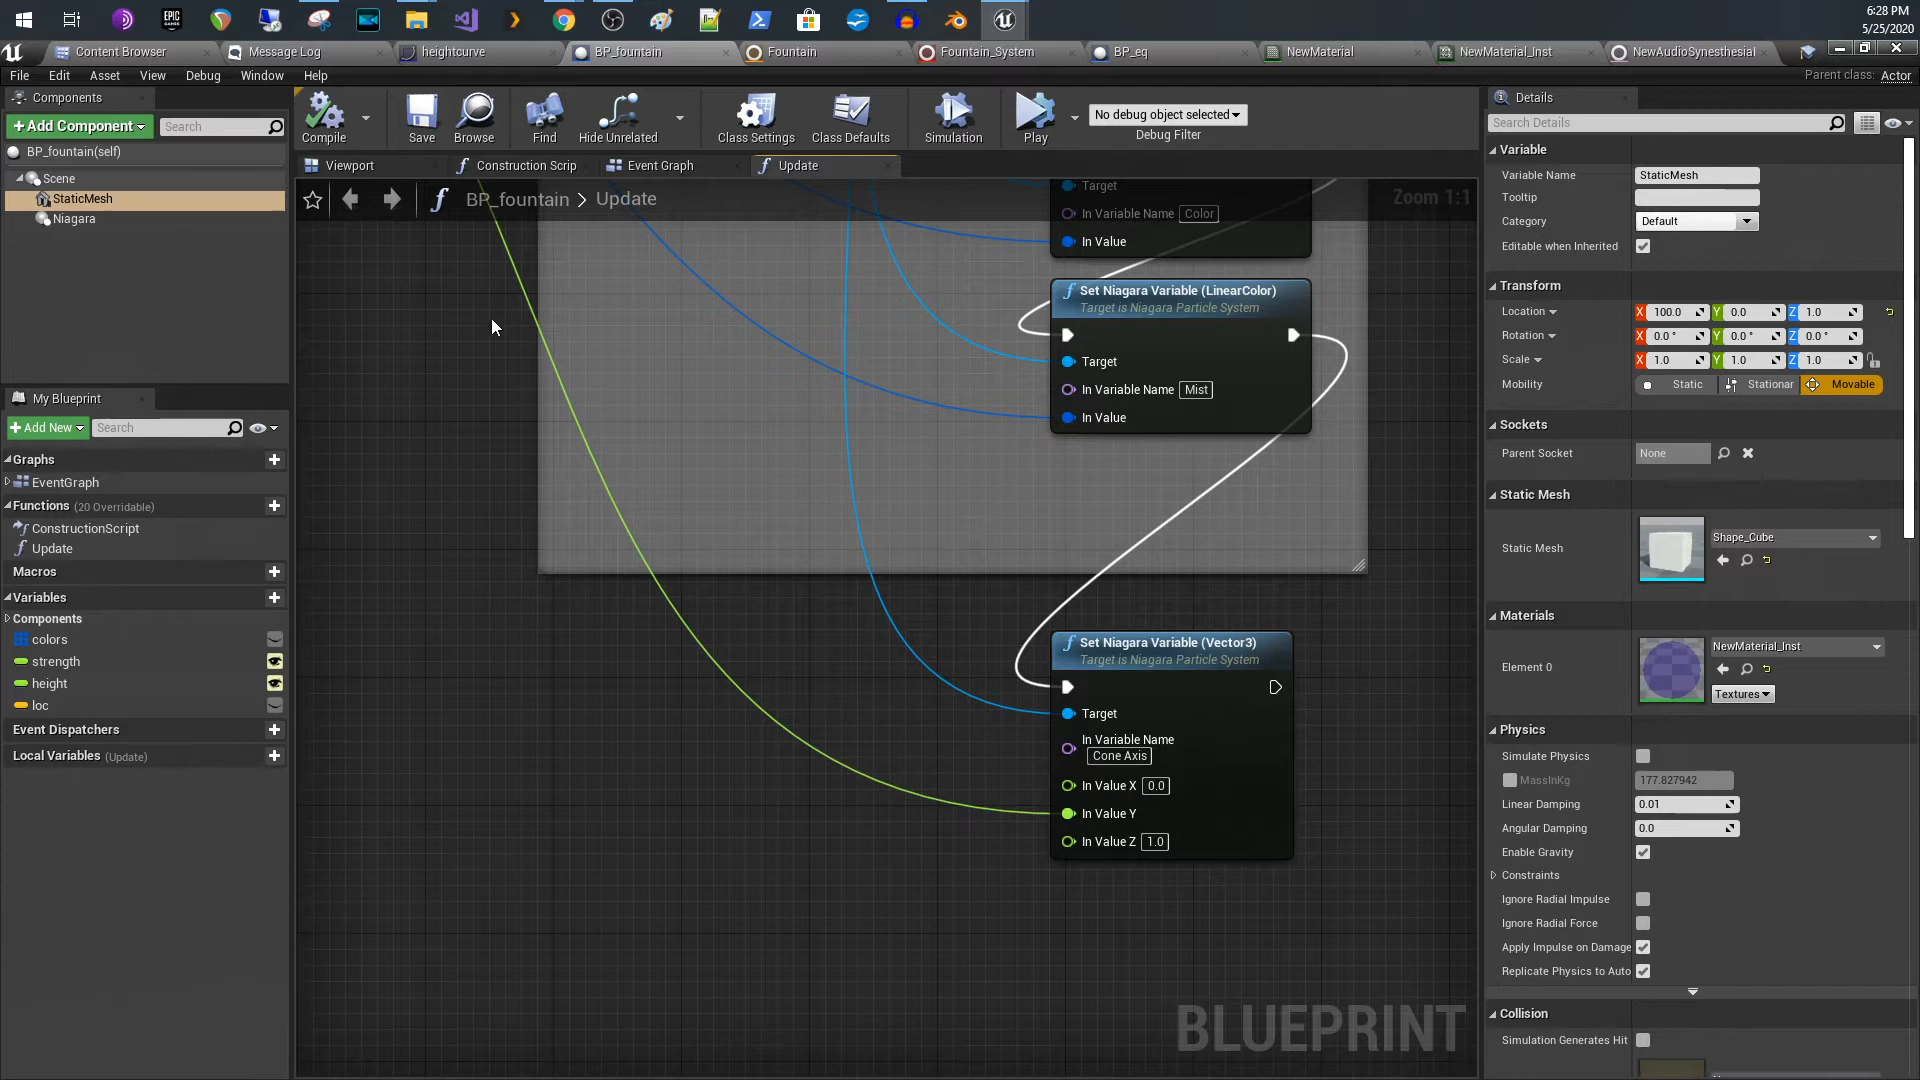 6:28 PM
5/25/2020
Content Browser
Message Log
heightcurve
BP_fountain
Fountain
Fountain_System
BP_eq
NewMaterial
NewMaterial_Inst
NewAudioSynesthesiaI
File Edit Asset View Debug Window Help
Parent class: Actor
Components
+ Add Component
Search
BP_fountain(self)
Scene
StaticMesh
Niagara
My Blueprint
+ Add New
Search
Graphs
EventGraph
Functions (20 Overridable)
ConstructionScript
Update
Macros
Variables
Components
colors
strength
height
loc
Event Dispatchers
Local Variables (Update)
Compile
Save
Browse
Find
Hide Unrelated
Class Settings
Class Defaults
Simulation
Play
No debug object selected
Debug Filter
Viewport
Construction Scrip
Event Graph
Update
BP_fountain > Update
Zoom 1:1
Target
In Variable Name Color
In Value
Set Niagara Variable (LinearColor)
Target is Niagara Particle System
Target
In Variable Name Mist
In Value
Set Niagara Variable (Vector3)
Target is Niagara Particle System
Target
In Variable Name
Cone Axis
In Value X 0.0
In Value Y
In Value Z 1.0
BLUEPRINT
Details
Search Details
Variable
Variable Name StaticMesh
Tooltip
Category Default
Editable when Inherited
Transform
Location X 100.0 Y 0.0 Z 1.0
Rotation X 0.0 ° Y 0.0 ° Z 0.0 °
Scale X 1.0 Y 1.0 Z 1.0
Mobility Static Stationar Movable
Sockets
Parent Socket None
Static Mesh
Static Mesh Shape_Cube
Materials
Element 0 NewMaterial_Inst
Textures
Physics
Simulate Physics
MassInKg 177.827942
Linear Damping 0.01
Angular Damping 0.0
Enable Gravity
Constraints
Ignore Radial Impulse
Ignore Radial Force
Apply Impulse on Damage
Replicate Physics to Auto
Collision
Simulation Generates Hit